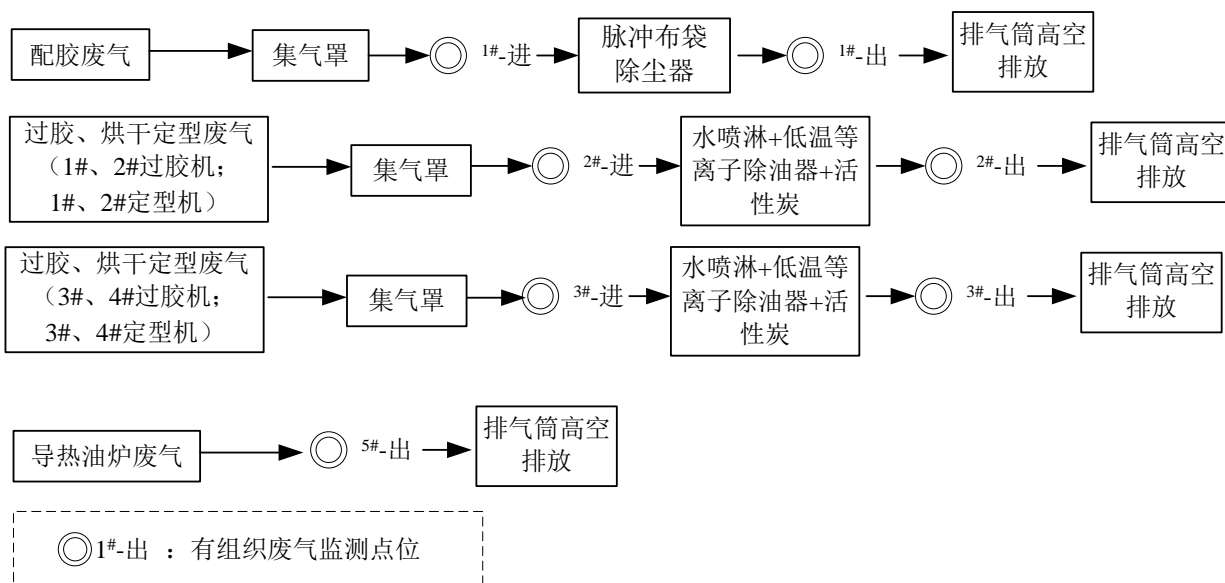 配胶废气
集气罩
1#-进
脉冲布袋
除尘器
1#-出
排气筒高空
排放
过胶、烘干定型废气
（1#、2#过胶机；
1#、2#定型机）
集气罩
2#-进
水喷淋+低温等
离子除油器+活
性炭
2#-出
排气筒高空
排放
过胶、烘干定型废气
（3#、4#过胶机；
3#、4#定型机）
集气罩
3#-进
水喷淋+低温等
离子除油器+活
性炭
3#-出
排气筒高空
排放
导热油炉废气
5#-出
排气筒高空
排放
1#-出 ：有组织废气监测点位